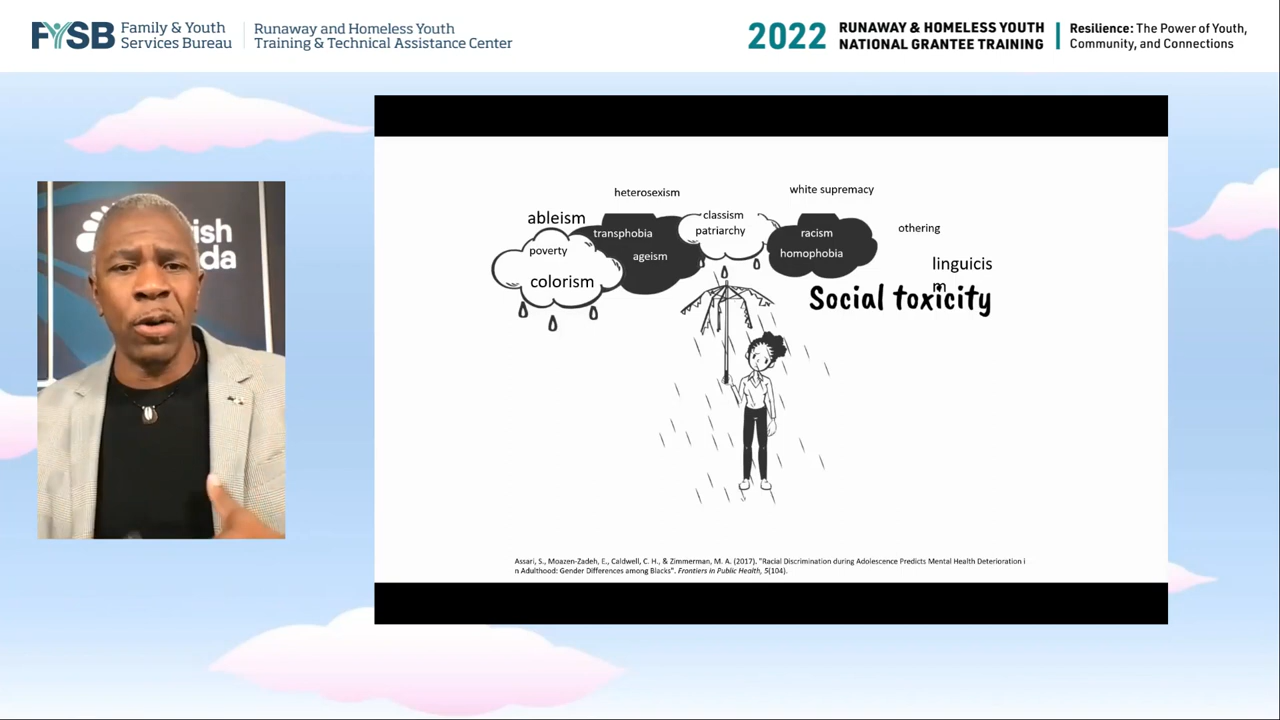 FYSB
Family & Youth
Services Bureau
Runaway and Homeless Youth
Training & Technical Assistance Center
2022
RUNAWAY & HOMELESS YOUTH
NATIONAL GRANTEE TRAINING
Resilience: The Power of Youth,
Community, and Connections
heterosexism
white supremacy
ableism
transphobia
classism
patriarchy
racism
othering
poverty
ageism
homophobia
linguicis
m
colorism
Social toxicity
Assari, S., Moazen-Zadeh, E., Caldwell, C. H., & Zimmerman, M. A. (2017). "Racial Discrimination during Adolescence Predicts Mental Health Deterioration i
n Adulthood: Gender Differences among Blacks". Frontiers in Public Health, 5(104).